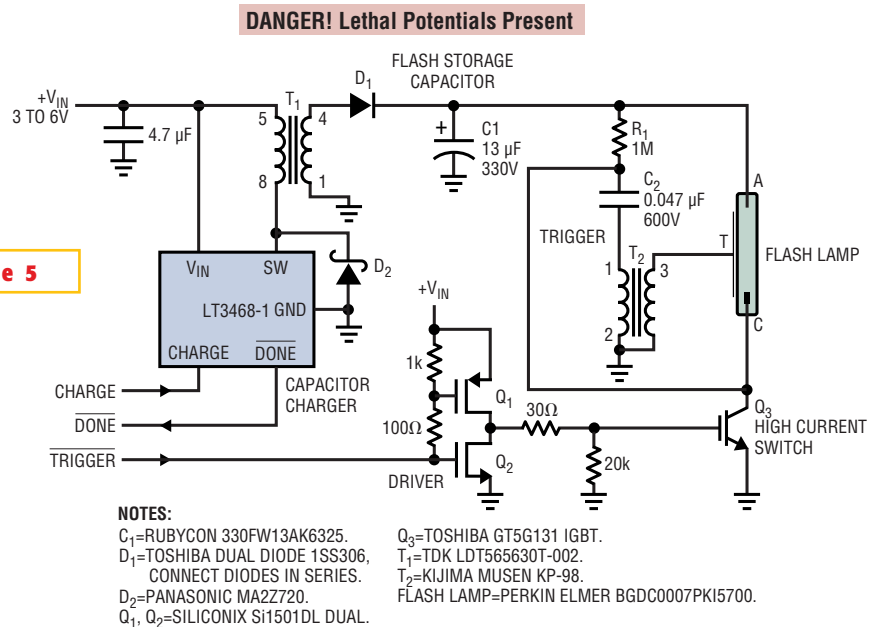 DANGER! Lethal Potentials Present
FLASH STORAGE
CAPACITOR
D1
+VIN
3 TO 6V
4.7 µF
T1
5
4
8
1
+
C1
13 µF
330V
R1
1M
C2
0.047 µF
600V
TRIGGER
T2
1
3
2
A
T
C
FLASH LAMP
e 5
VIN
SW
LT3468-1 GND
CHARGE
DONE
D2
CAPACITOR
CHARGER
CHARGE
DONE
TRIGGER
+VIN
1k
100Ω
Q1
Q2
DRIVER
30Ω
20k
Q3
HIGH CURRENT
SWITCH
NOTES:
C1=RUBYCON 330FW13AK6325.
D1=TOSHIBA DUAL DIODE 1SS306,
CONNECT DIODES IN SERIES.
D2=PANASONIC MA2Z720.
Q1, Q2=SILICONIX Si1501DL DUAL.
Q3=TOSHIBA GT5G131 IGBT.
T1=TDK LDT565630T-002.
T2=KIJIMA MUSEN KP-98.
FLASH LAMP=PERKIN ELMER BGDC0007PKI5700.